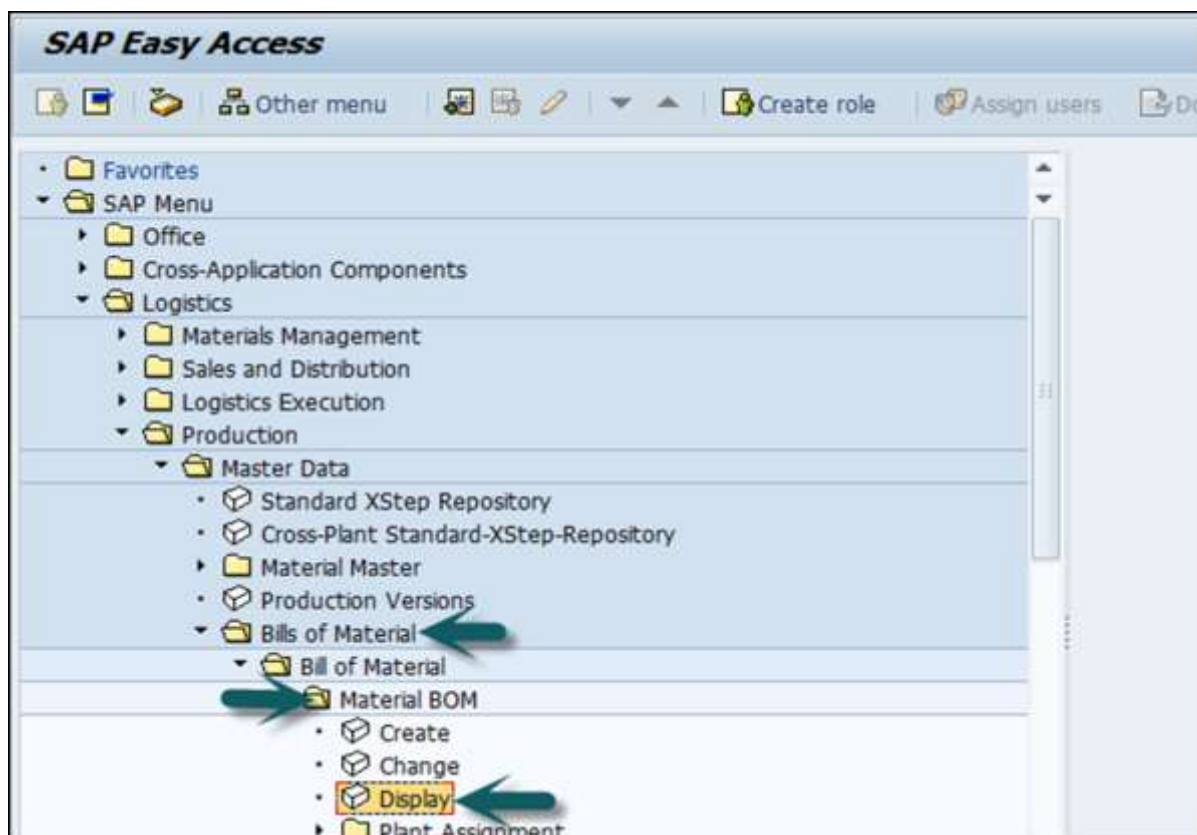 SAP Easy Access
Other menu Create role Assign users
Favorites
SAP Menu
Office
Cross-Application Components
Logistics
Materials Management
Sales and Distribution
Logistics Execution
Production
Master Data
Standard XStep Repository
Cross-Plant Standard-XStep-Repository
Material Master
Production Versions
Bills of Material
Bill of Material
Material BOM
Create
Change
Display
Plant Assignment